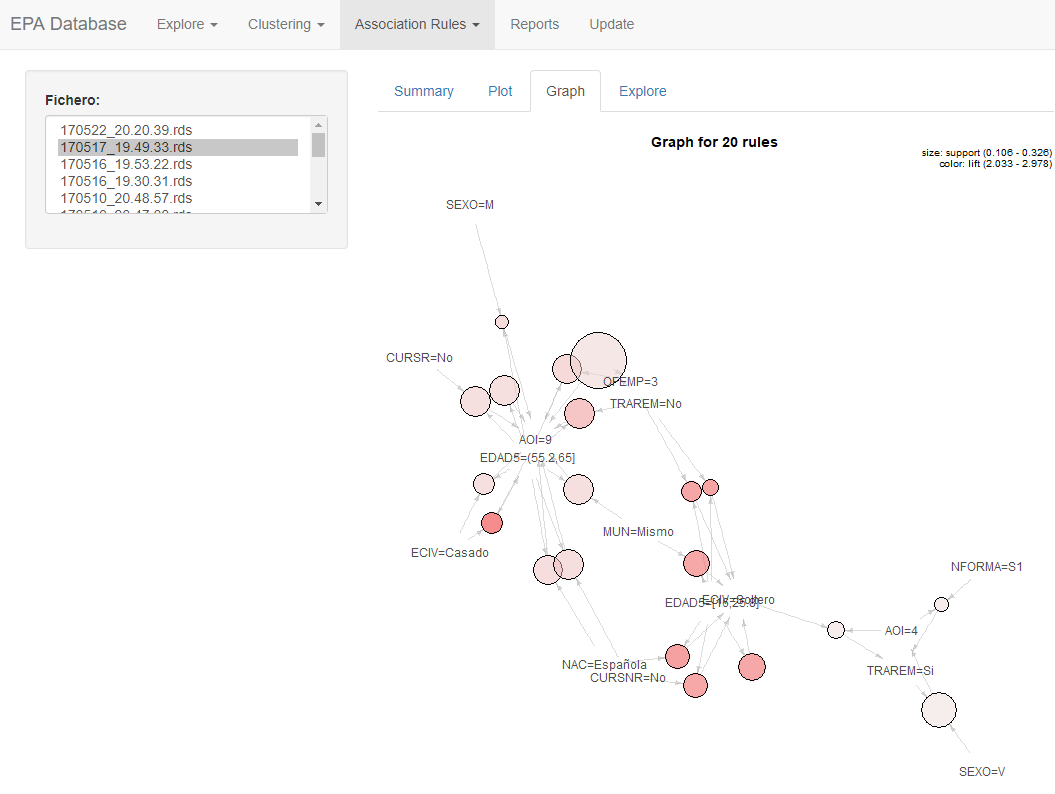 EPA Database Explore Clustering Association Rules Reports Update
Fichero:
170522_20.20.39.rds
170517_19.49.33.rds
170516_19.53.22.rds
170516_19.30.31.rds
170510_20.48.57.rds
Summary Plot Graph Explore
Graph for 20 rules
size: support (0.106 - 0.326)
color: lift (2.033 - 2.978)
SEXO=M
CURSR=No
OFEMP=3
TRAREM=No
AOI=9
EDAD5=(55.2,65]
MUN=Mismo
ECIV=Casado
NFORMA=S1
ECIV=Soltero
AOI=4
NAC=Española
TRAREM=Si
CURSNR=No
SEXO=V